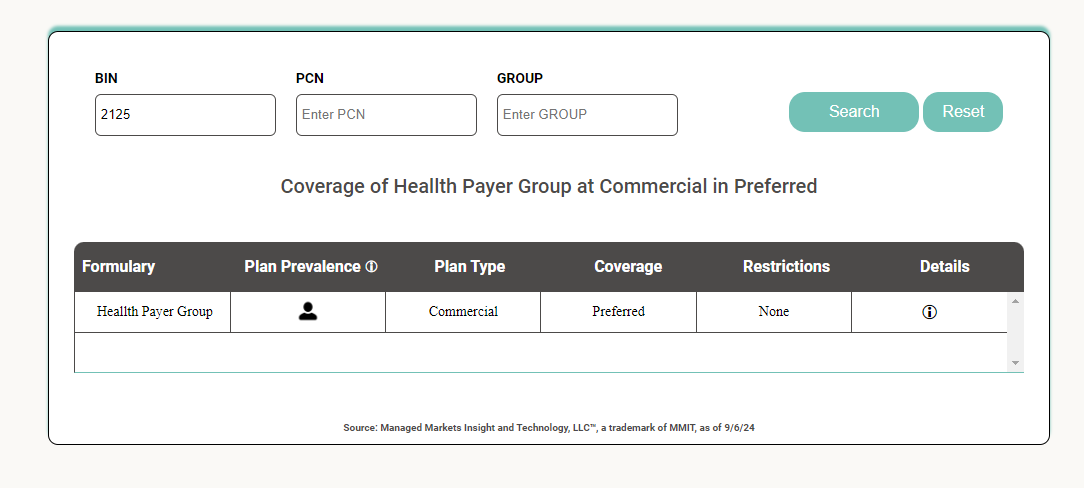 BIN PCN GROUP
2125 Enter PCN Enter GROUP Search Reset
Coverage of Heallth Payer Group at Commercial in Preferred
Formulary Plan Prevalence Plan Type Coverage Restrictions Details
Heallth Payer Group Commercial Preferred None
Source: Managed Markets Insight and Technology, LLC™, a trademark of MMIT, as of 9/6/24